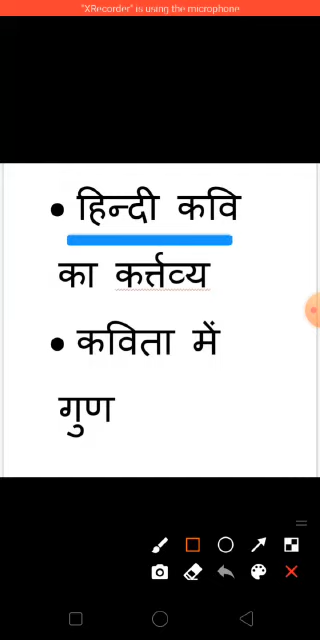 "XRecorder" is using the microphone
• हिन्दी कवि
का कर्त्तव्य
• कविता में
गुण